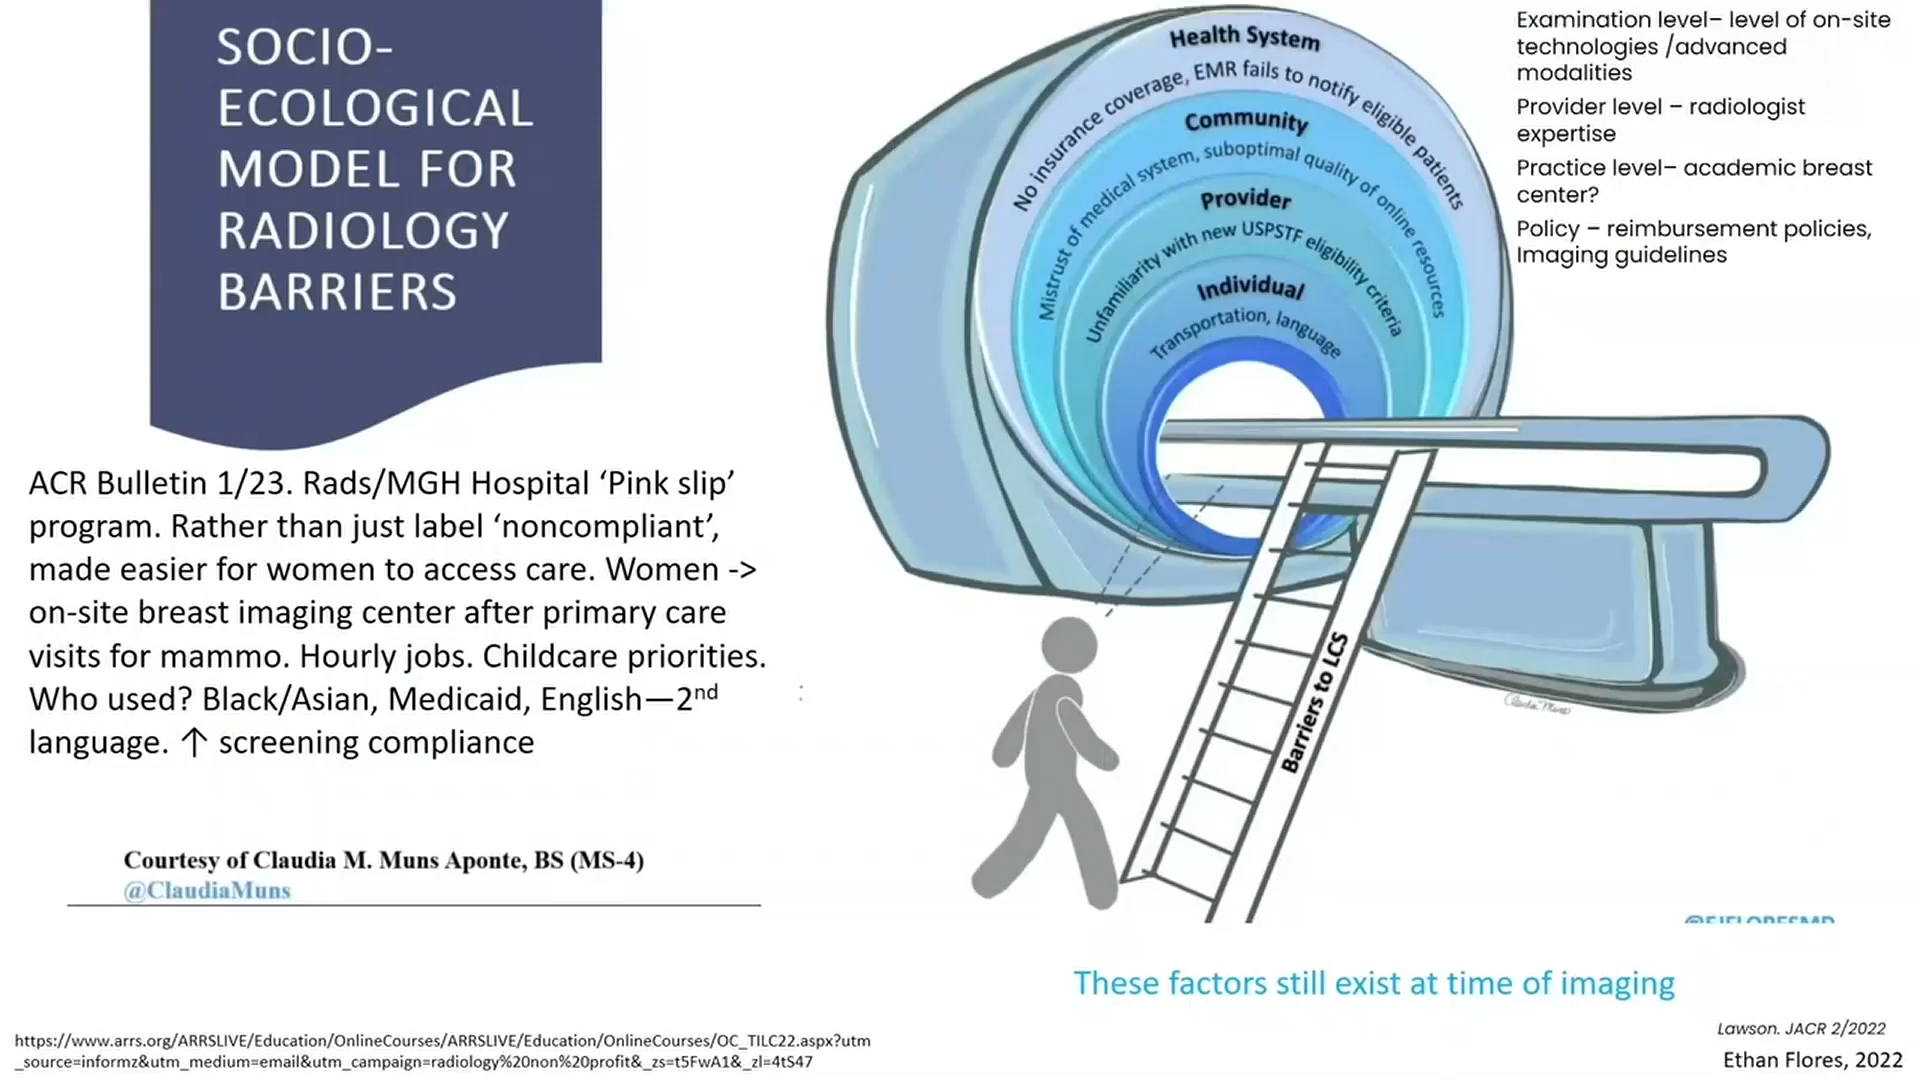 SOCIO-
ECOLOGICAL
MODEL FOR
RADIOLOGY
BARRIERS
ACR Bulletin 1/23. Rads/MGH Hospital ‘Pink slip’
program. Rather than just label ‘noncompliant’,
made easier for women to access care. Women ->
on-site breast imaging center after primary care
visits for mammo. Hourly jobs. Childcare priorities.
Who used? Black/Asian, Medicaid, English—2nd
language. ↑ screening compliance
Courtesy of Claudia M. Muns Aponte, BS (MS-4)
@ClaudiaMuns
https://www.arrs.org/ARRSLIVE/Education/OnlineCourses/ARRSLIVE/Education/OnlineCourses/OC_TILC22.aspx?utm
_source=informz&utm_medium=email&utm_campaign=radiology%20non%20profit&_zs=t5FwA1&_zl=4tS47
Health System
No insurance coverage, EMR fails to notify eligible patients
Community
Mistrust of medical system, suboptimal quality of online resources
Provider
Unfamiliarity with new USPSTF eligibility criteria
Individual
Transportation, language
Barriers to LCS
Claudia Muns
Examination level– level of on-site
technologies /advanced
modalities
Provider level – radiologist
expertise
Practice level– academic breast
center?
Policy – reimbursement policies,
Imaging guidelines
@EJFLORESMD
These factors still exist at time of imaging
Lawson. JACR 2/2022
Ethan Flores, 2022